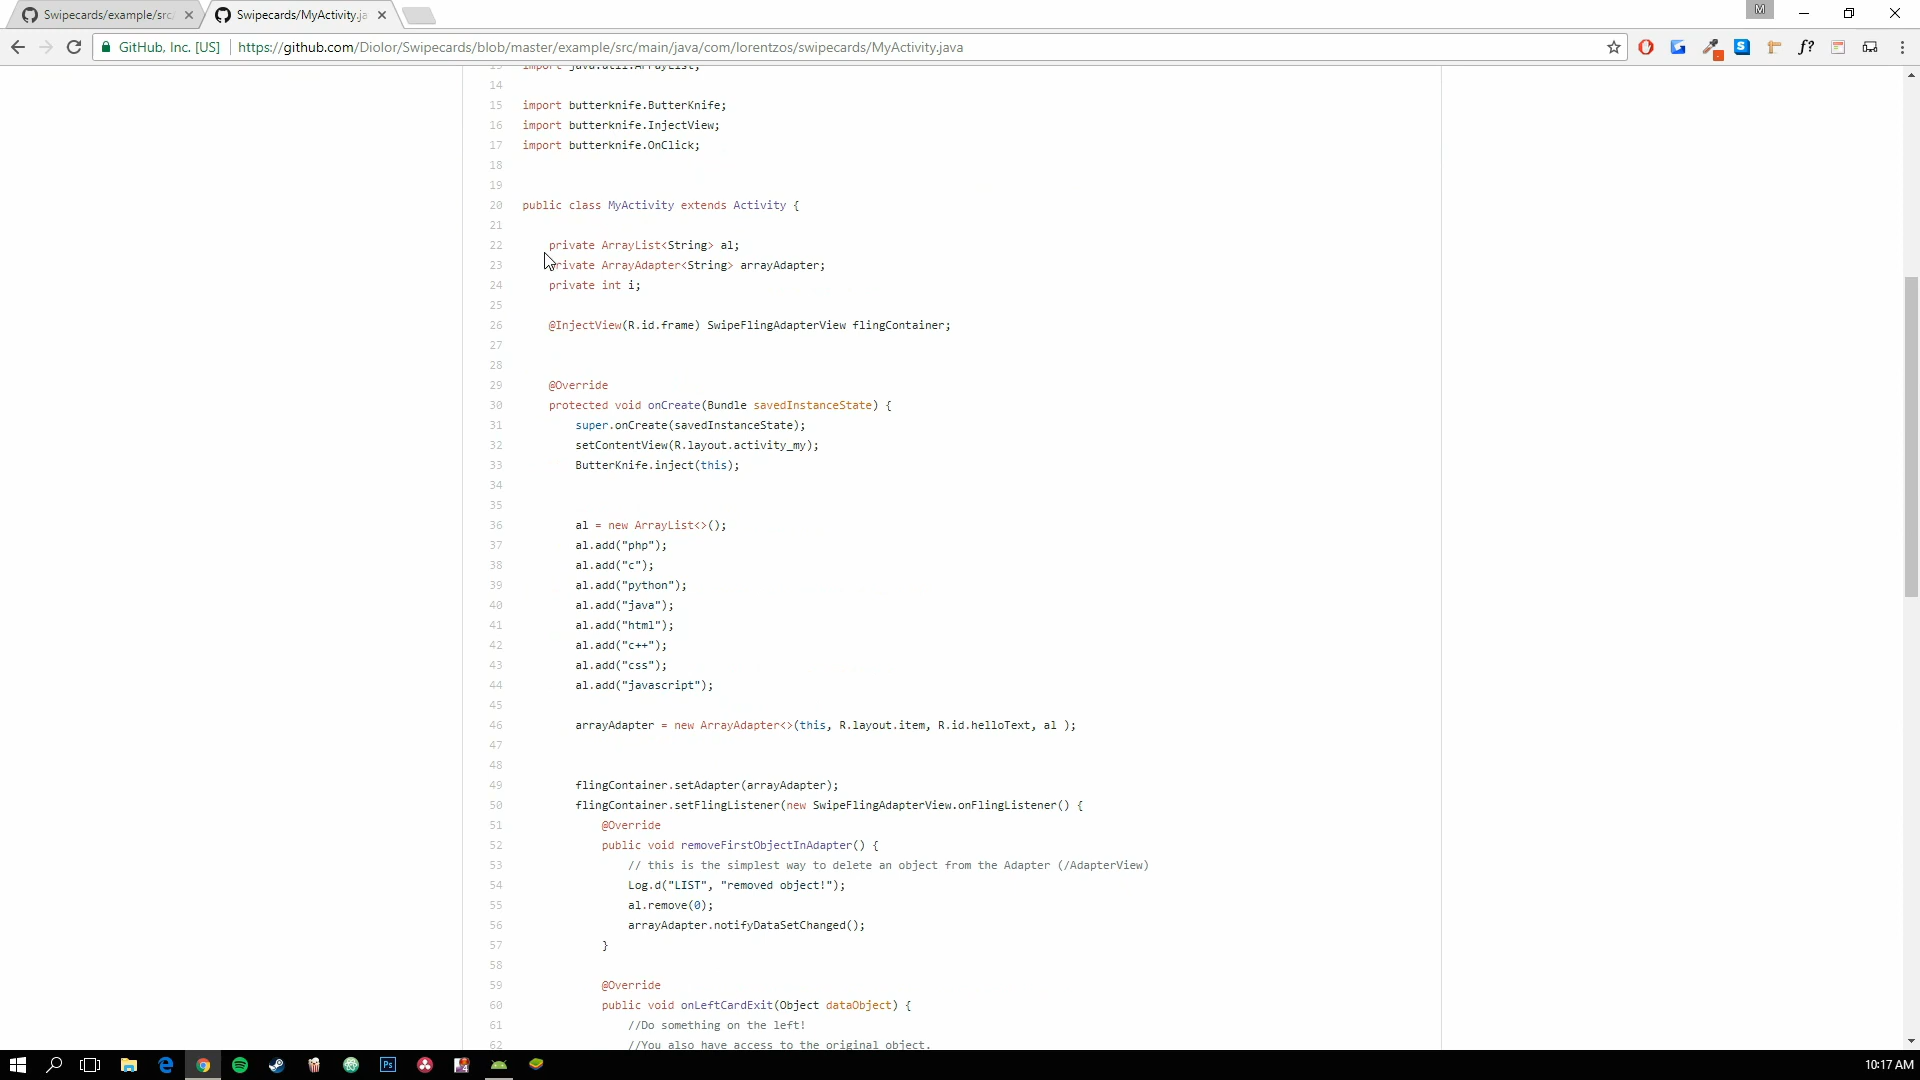 Swipecards/example/src/
Swipecards/MyActivity.ja
M
GitHub, Inc. [US]
https://github.com/Diolor/Swipecards/blob/master/example/src/main/java/com/lorentzos/swipecards/MyActivity.java
S
f?
13 import java.util.ArrayList;
14
15 import butterknife.ButterKnife;
16 import butterknife.InjectView;
17 import butterknife.OnClick;
18
19
20 public class MyActivity extends Activity {
21
22 private ArrayList<String> al;
23 private ArrayAdapter<String> arrayAdapter;
24 private int i;
25
26 @InjectView(R.id.frame) SwipeFlingAdapterView flingContainer;
27
28
29 @Override
30 protected void onCreate(Bundle savedInstanceState) {
31 super.onCreate(savedInstanceState);
32 setContentView(R.layout.activity_my);
33 ButterKnife.inject(this);
34
35
36 al = new ArrayList<>();
37 al.add("php");
38 al.add("c");
39 al.add("python");
40 al.add("java");
41 al.add("html");
42 al.add("c++");
43 al.add("css");
44 al.add("javascript");
45
46 arrayAdapter = new ArrayAdapter<>(this, R.layout.item, R.id.helloText, al );
47
48
49 flingContainer.setAdapter(arrayAdapter);
50 flingContainer.setFlingListener(new SwipeFlingAdapterView.onFlingListener() {
51 @Override
52 public void removeFirstObjectInAdapter() {
53 // this is the simplest way to delete an object from the Adapter (/AdapterView)
54 Log.d("LIST", "removed object!");
55 al.remove(0);
56 arrayAdapter.notifyDataSetChanged();
57 }
58
59 @Override
60 public void onLeftCardExit(Object dataObject) {
61 //Do something on the left!
62 //You also have access to the original object.
Ps
10:17 AM